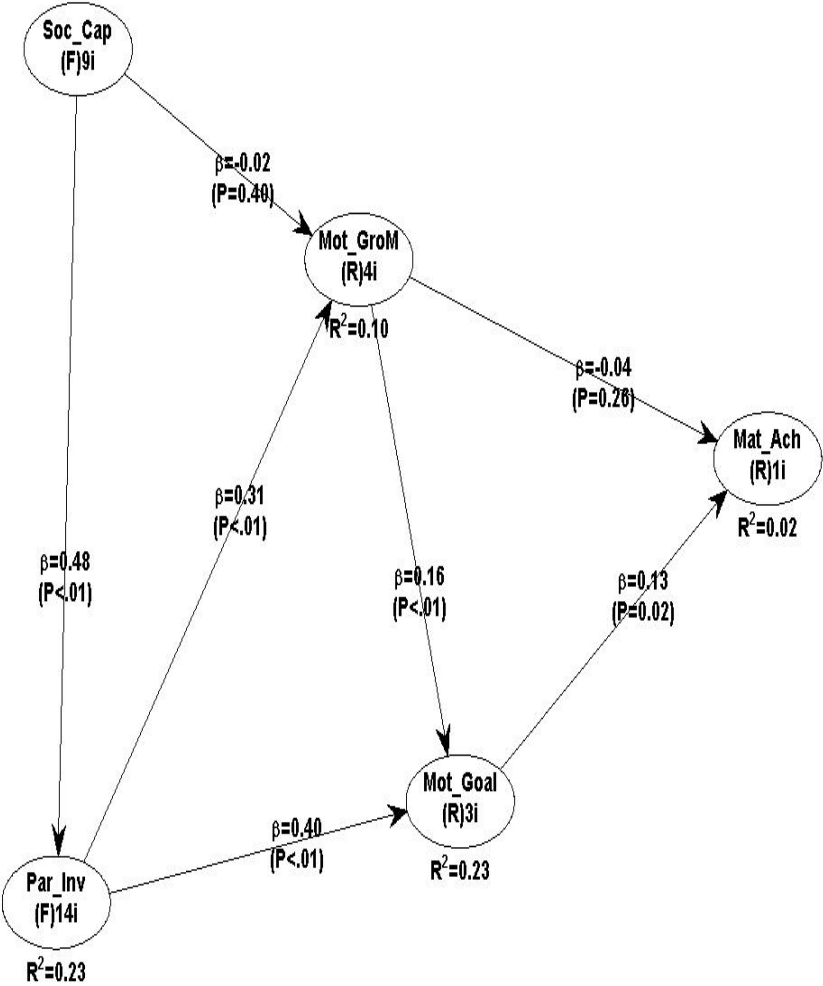 Soc_Cap
(F)9i
β=-0.02
(P=0.40)
Mot_GroM
(R)4i
R²=0.10
β=-0.04
(P=0.26)
Mat_Ach
(R)1i
R²=0.02
β=0.31
(P<.01)
β=0.48
(P<.01)
β=0.16
(P<.01)
β=0.13
(P=0.02)
Mot_Goal
(R)3i
R²=0.23
β=0.40
(P<.01)
Par_Inv
(F)14i
R²=0.23